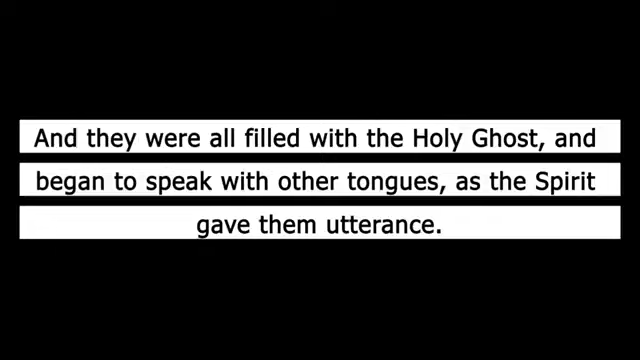 And they were all filled with the Holy Ghost, and
began to speak with other tongues, as the Spirit
gave them utterance.